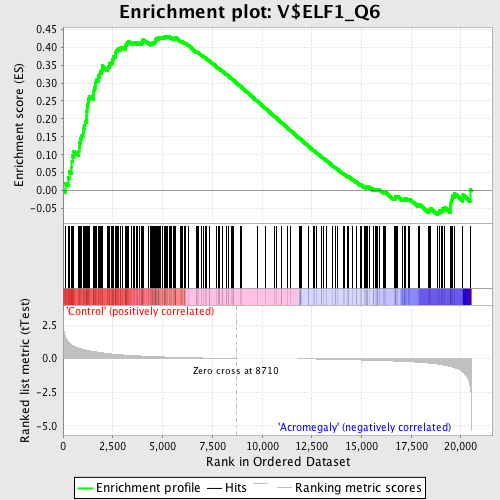 Enrichment plot: V$ELF1_Q6
Enrichment score (ES)
0.45
0.40
0.35
0.30
0.25
0.20
0.15
0.10
0.05
0.00
-0.05
'Control' (positively correlated)
Ranked list metric (tTest)
2.5
0.0
-2.5
-5.0
Zero cross at 8710
'Acromegaly' (negatively correlated)
0 2,500 5,000 7,500 10,000 12,500 15,000 17,500 20,000
Rank in Ordered Dataset
Enrichment profile Hits Ranking metric scores